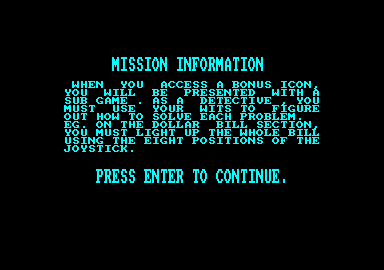 MISSION INFORMATION
WHEN YOU ACCESS A BONUS ICON,
YOU WILL BE PRESENTED WITH A
SUB GAME . AS A DETECTIVE , YOU
MUST USE YOUR WITS TO FIGURE
OUT HOW TO SOLVE EACH PROBLEM.
EG. ON THE DOLLAR BILL SECTION,
YOU MUST LIGHT UP THE WHOLE BILL
USING THE EIGHT POSITIONS OF THE
JOYSTICK.
PRESS ENTER TO CONTINUE.